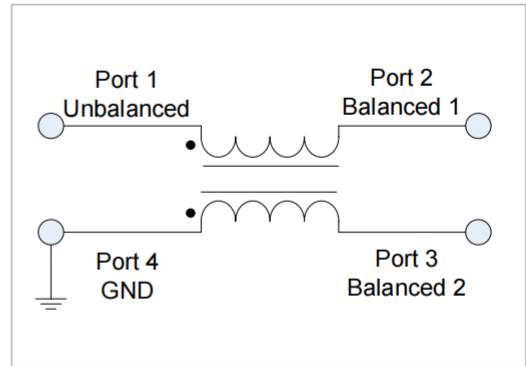 Port 1
Unbalanced
Port 2
Balanced 1
Port 4
GND
Port 3
Balanced 2